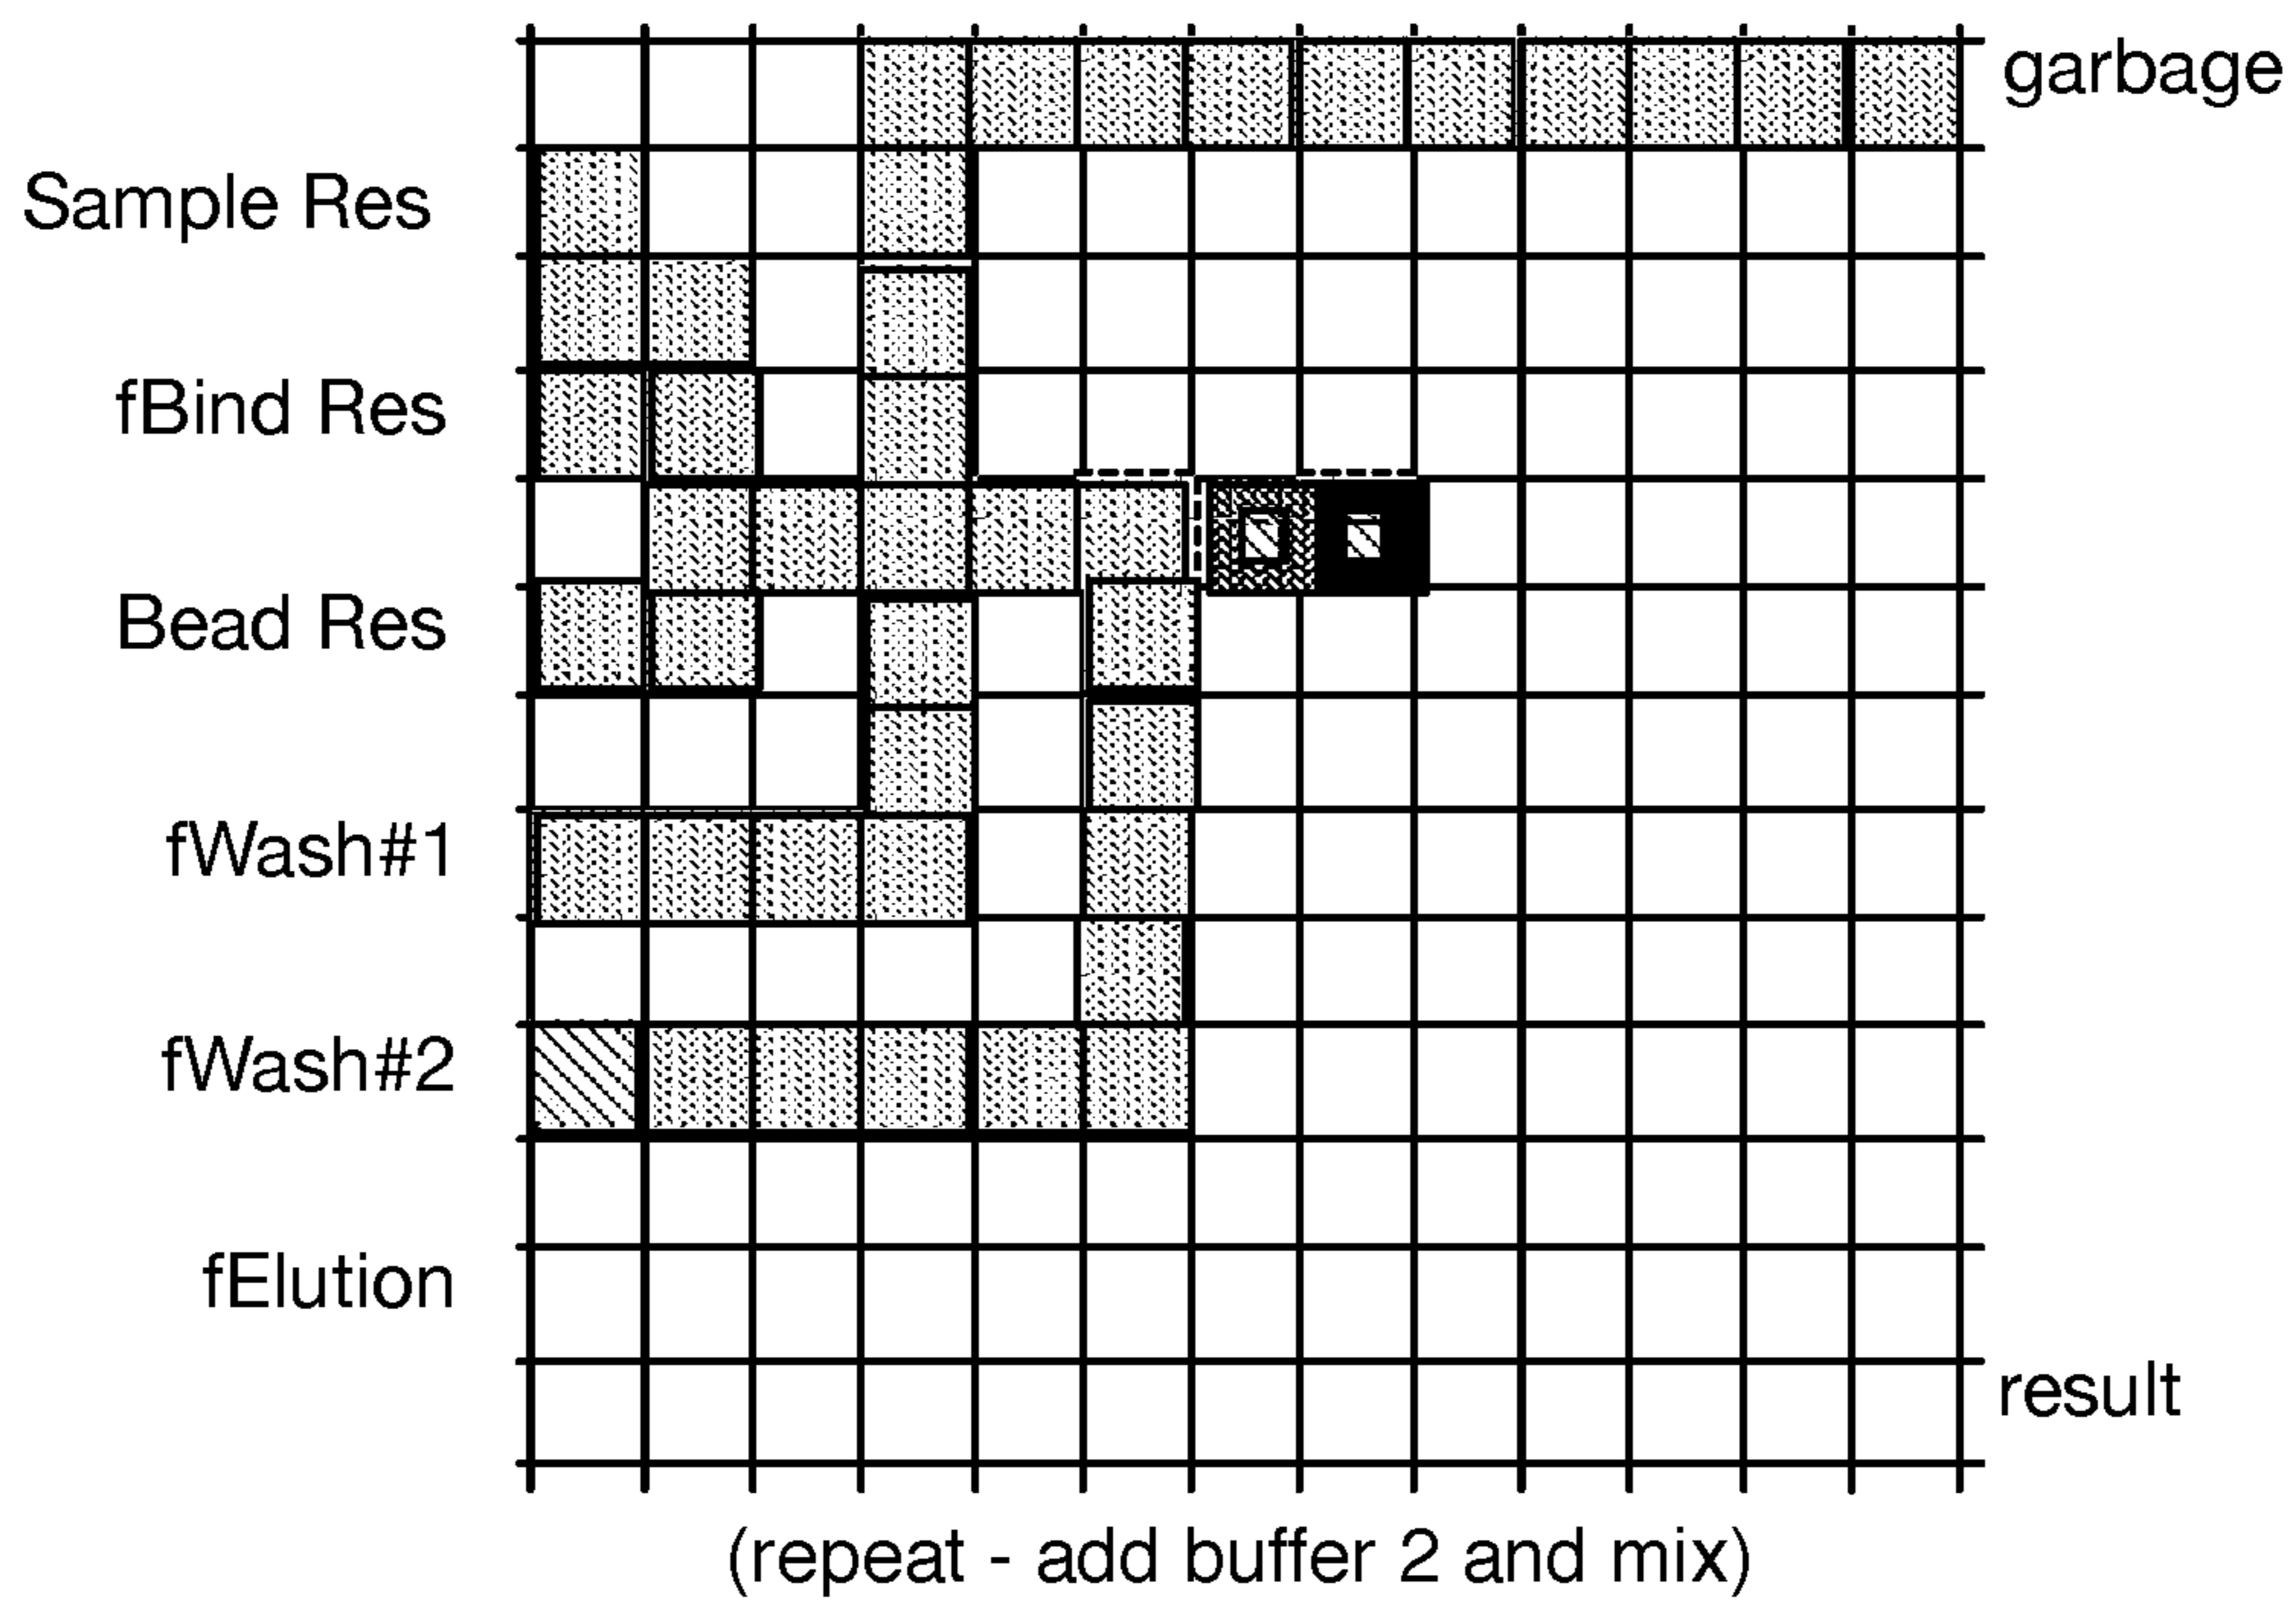 garbage
Sample Res
fBind Res
Bead Res
fWash#1
fWash#2
fElution
result
(repeat - add buffer 2 and mix)